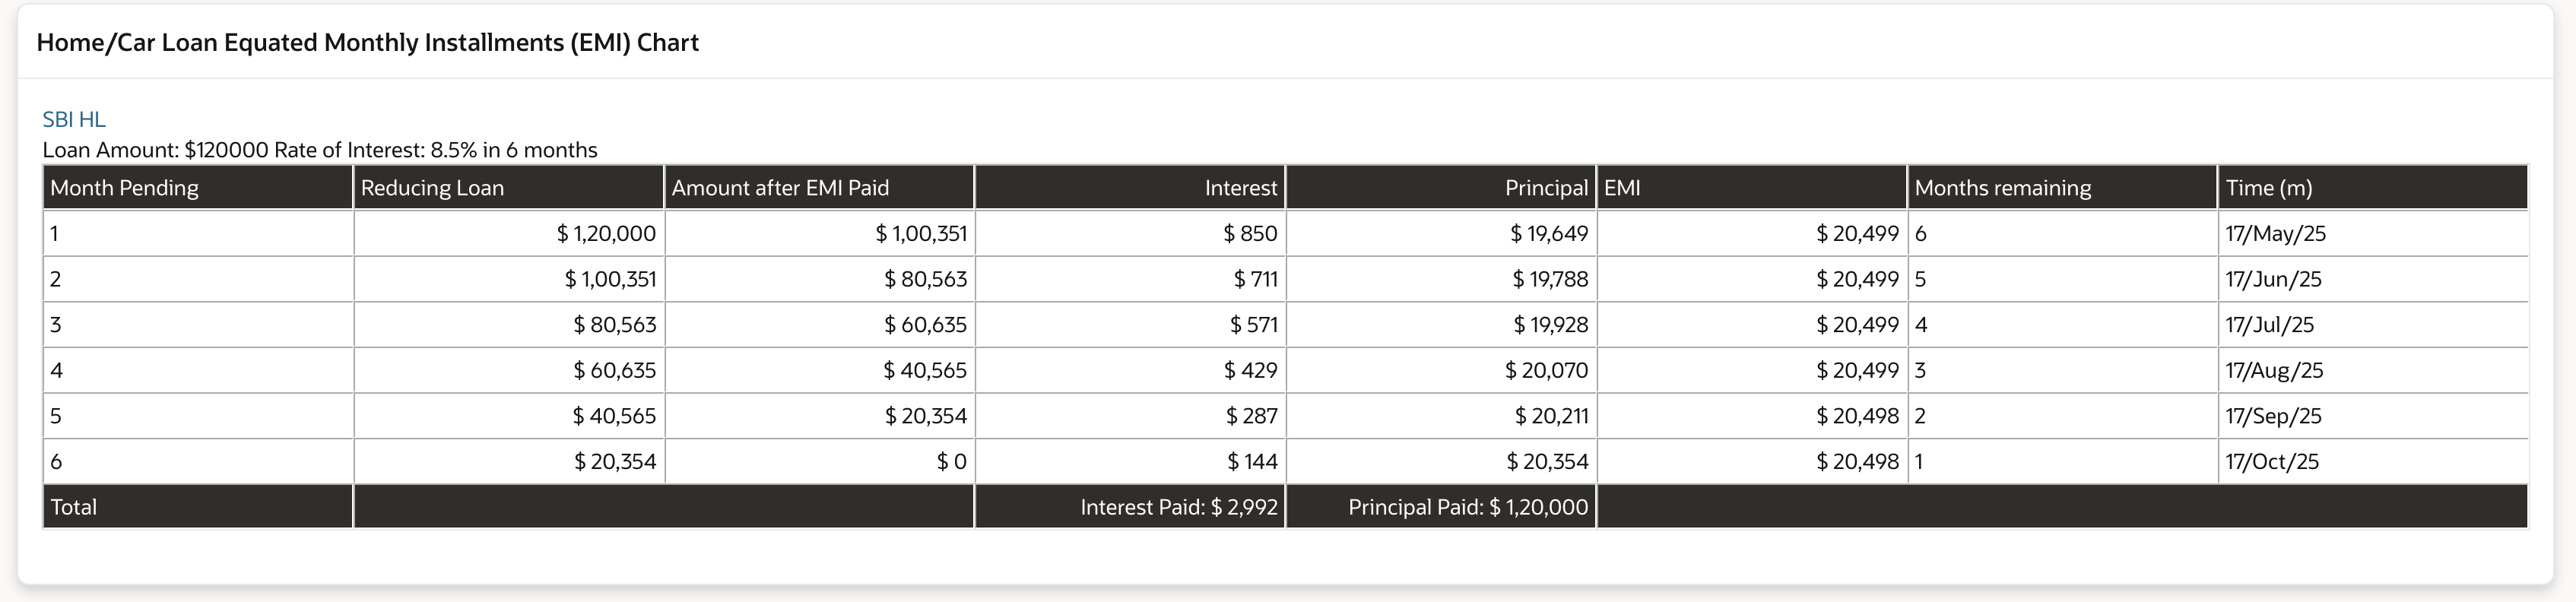 Home/Car Loan Equated Monthly Installments (EMI) Chart
SBI HL
Loan Amount: $120000 Rate of Interest: 8.5% in 6 months
Month Pending Reducing Loan Amount after EMI Paid Interest Principal EMI Months remaining Time (m)
1 $ 1,20,000 $ 1,00,351 $ 850 $ 19,649 $ 20,499 6 17/May/25
2 $ 1,00,351 $ 80,563 $ 711 $ 19,788 $ 20,499 5 17/Jun/25
3 $ 80,563 $ 60,635 $ 571 $ 19,928 $ 20,499 4 17/Jul/25
4 $ 60,635 $ 40,565 $ 429 $ 20,070 $ 20,499 3 17/Aug/25
5 $ 40,565 $ 20,354 $ 287 $ 20,211 $ 20,498 2 17/Sep/25
6 $ 20,354 $ 0 $ 144 $ 20,354 $ 20,498 1 17/Oct/25
Total Interest Paid: $ 2,992 Principal Paid: $ 1,20,000